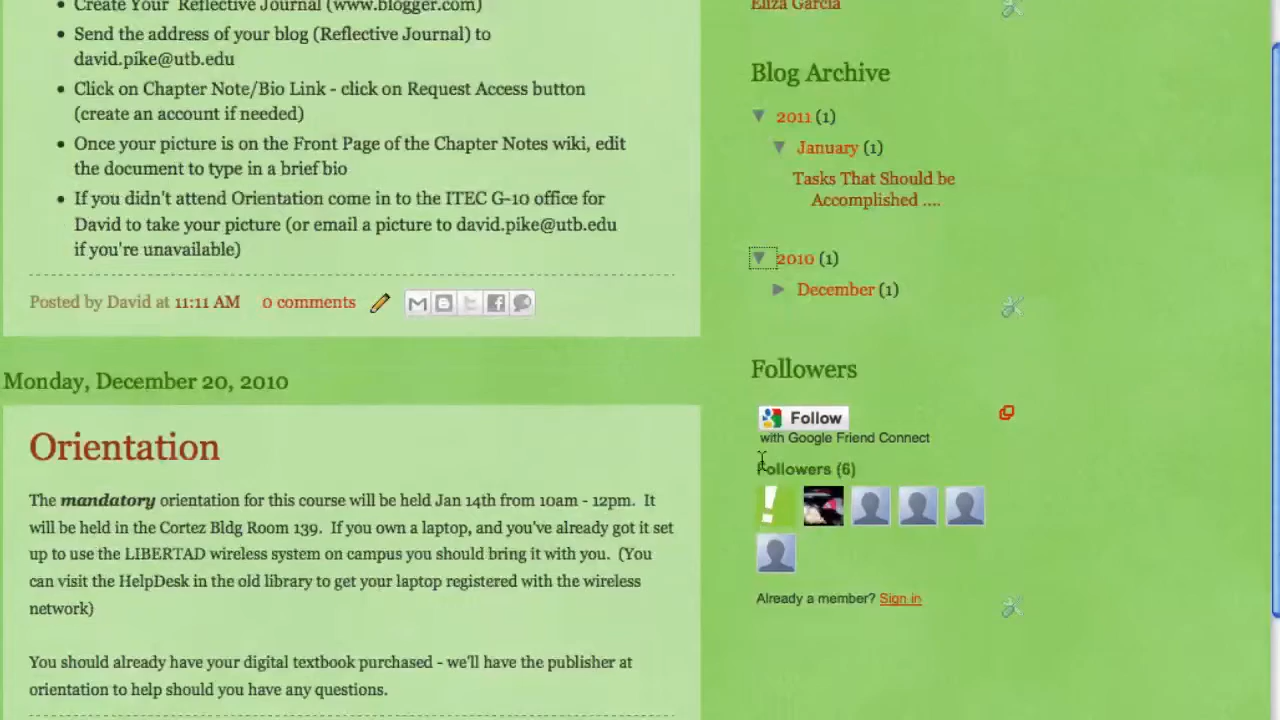 Create Your Reflective Journal (www.blogger.com)
Send the address of your blog (Reflective Journal) to
david.pike@utb.edu
Click on Chapter Note/Bio Link - click on Request Access button
(create an account if needed)
Once your picture is on the Front Page of the Chapter Notes wiki, edit
the document to type in a brief bio
If you didn't attend Orientation come in to the ITEC G-10 office for
David to take your picture (or email a picture to david.pike@utb.edu
if you're unavailable)
Posted by David at 11:11 AM 0 comments
Monday, December 20, 2010
Orientation
The mandatory orientation for this course will be held Jan 14th from 10am - 12pm. It
will be held in the Cortez Bldg Room 139. If you own a laptop, and you've already got it set
up to use the LIBERTAD wireless system on campus you should bring it with you. (You
can visit the HelpDesk in the old library to get your laptop registered with the wireless
network)
You should already have your digital textbook purchased - we'll have the publisher at
orientation to help should you have any questions.
Eliza Garcia
Blog Archive
2011 (1)
January (1)
Tasks That Should be
Accomplished ....
2010 (1)
December (1)
Followers
Follow
with Google Friend Connect
Followers (6)
Already a member? Sign in